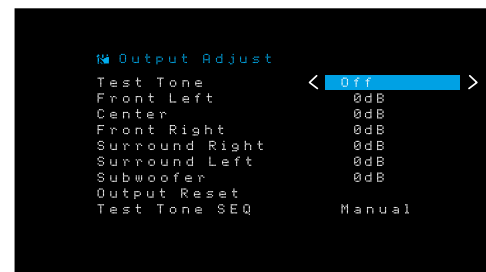 Output Adjust
Test Tone < Off >
Front Left 0dB
Center 0dB
Front Right 0dB
Surround Right 0dB
Surround Left 0dB
Subwoofer 0dB
Output Reset
Test Tone SEQ Manual